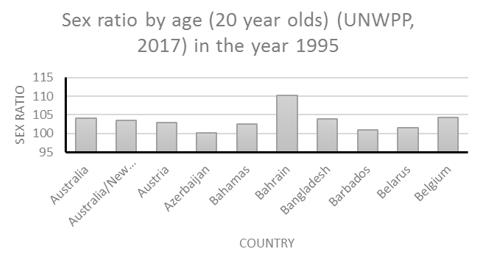 Sex ratio by age (20 year olds) (UNWPP,
2017) in the year 1995
115
110
105
100
95
SEX RATIO
Australia
Australia/New...
Austria
Azerbaijan
Bahamas
Bahrain
Bangladesh
Barbados
Belarus
Belgium
COUNTRY